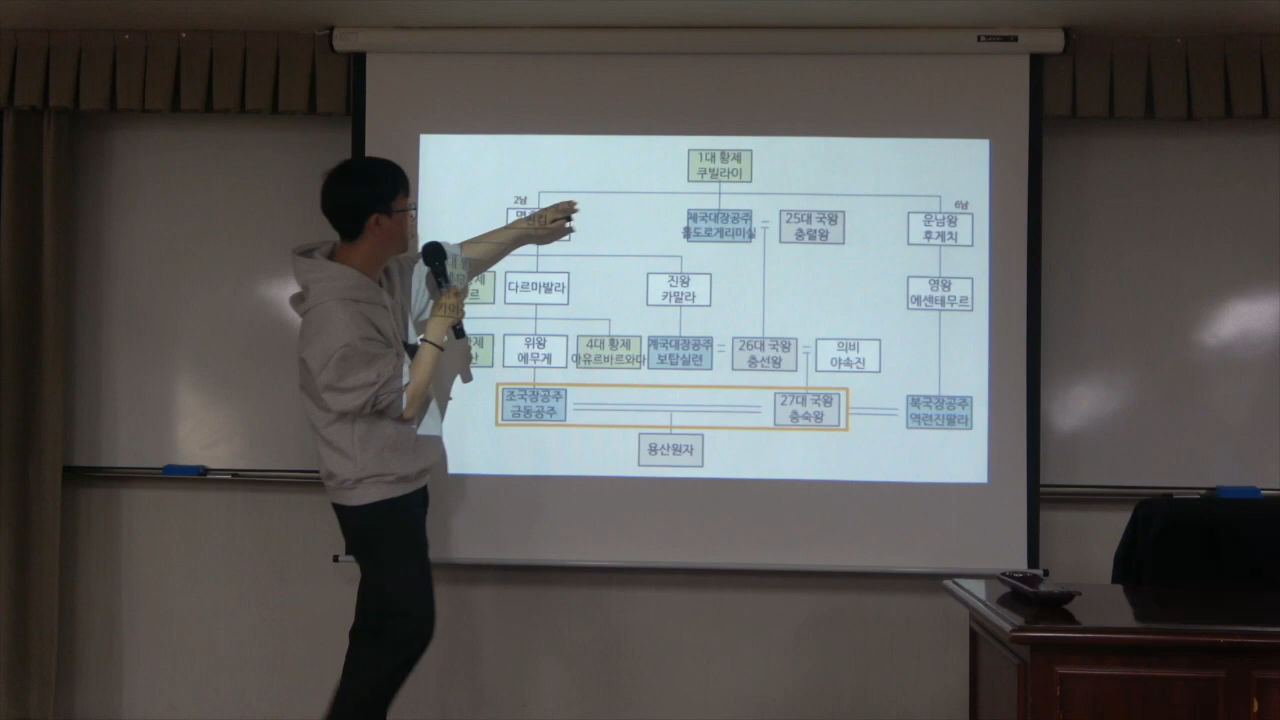 1대 황제
쿠빌라이
2남
6남
제국대장공주
홀도로게리미실
25대 국왕
충렬왕
운남왕
후게치
다르마발라
진왕
카말라
영왕
에센테무르
위왕
에무게
4대 황제
아유르바르와다
계국대장공주
보탑실련
26대 국왕
충선왕
의비
야속진
조국장공주
금동공주
27대 국왕
충숙왕
복국장공주
역련진팔라
용산원자